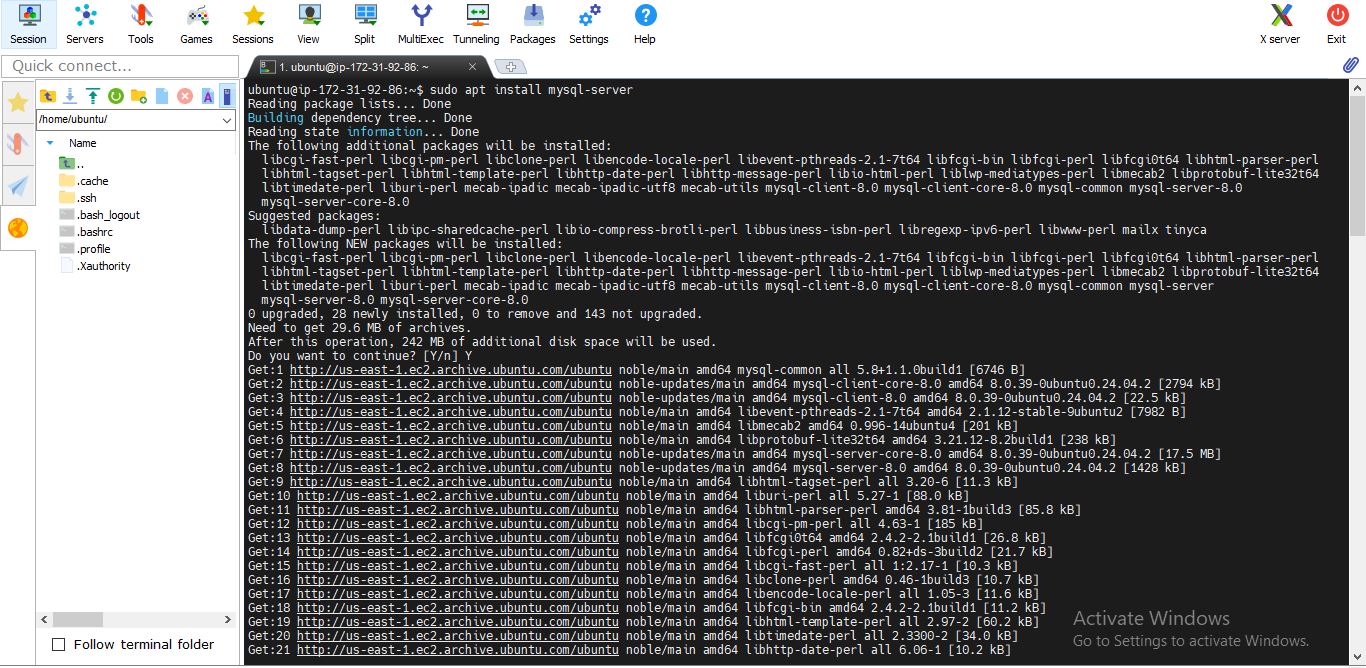 Session Servers Tools Games Sessions View Split MultiExec Tunneling Packages Settings Help X server Exit
Quick connect...
1. ubuntu@ip-172-31-92-86: ~
/home/ubuntu/
Name
..
.cache
.ssh
.bash_logout
.bashrc
.profile
.Xauthority
Follow terminal folder
ubuntu@ip-172-31-92-86:~$ sudo apt install mysql-server
Reading package lists... Done
Building dependency tree... Done
Reading state information... Done
The following additional packages will be installed:
  libcgi-fast-perl libcgi-pm-perl libclone-perl libencode-locale-perl libevent-pthreads-2.1-7t64 libfcgi-bin libfcgi-perl libfcgi0t64 libhtml-parser-perl
  libhtml-tagset-perl libhtml-template-perl libhttp-date-perl libhttp-message-perl libio-html-perl liblwp-mediatypes-perl libmecab2 libprotobuf-lite32t64
  libtimedate-perl liburi-perl mecab-ipadic mecab-ipadic-utf8 mecab-utils mysql-client-8.0 mysql-client-core-8.0 mysql-common mysql-server-8.0
  mysql-server-core-8.0
Suggested packages:
  libdata-dump-perl libipc-sharedcache-perl libio-compress-brotli-perl libbusiness-isbn-perl libregexp-ipv6-perl libwww-perl mailx tinyca
The following NEW packages will be installed:
  libcgi-fast-perl libcgi-pm-perl libclone-perl libencode-locale-perl libevent-pthreads-2.1-7t64 libfcgi-bin libfcgi-perl libfcgi0t64 libhtml-parser-perl
  libhtml-tagset-perl libhtml-template-perl libhttp-date-perl libhttp-message-perl libio-html-perl liblwp-mediatypes-perl libmecab2 libprotobuf-lite32t64
  libtimedate-perl liburi-perl mecab-ipadic mecab-ipadic-utf8 mecab-utils mysql-client-8.0 mysql-client-core-8.0 mysql-common mysql-server
  mysql-server-8.0 mysql-server-core-8.0
0 upgraded, 28 newly installed, 0 to remove and 143 not upgraded.
Need to get 29.6 MB of archives.
After this operation, 242 MB of additional disk space will be used.
Do you want to continue? [Y/n] Y
Get:1 http://us-east-1.ec2.archive.ubuntu.com/ubuntu noble/main amd64 mysql-common all 5.8+1.1.0build1 [6746 B]
Get:2 http://us-east-1.ec2.archive.ubuntu.com/ubuntu noble-updates/main amd64 mysql-client-core-8.0 amd64 8.0.39-0ubuntu0.24.04.2 [2794 kB]
Get:3 http://us-east-1.ec2.archive.ubuntu.com/ubuntu noble-updates/main amd64 mysql-client-8.0 amd64 8.0.39-0ubuntu0.24.04.2 [22.5 kB]
Get:4 http://us-east-1.ec2.archive.ubuntu.com/ubuntu noble/main amd64 libevent-pthreads-2.1-7t64 amd64 2.1.12-stable-9ubuntu2 [7982 B]
Get:5 http://us-east-1.ec2.archive.ubuntu.com/ubuntu noble/main amd64 libmecab2 amd64 0.996-14ubuntu4 [201 kB]
Get:6 http://us-east-1.ec2.archive.ubuntu.com/ubuntu noble/main amd64 libprotobuf-lite32t64 amd64 3.21.12-8.2build1 [238 kB]
Get:7 http://us-east-1.ec2.archive.ubuntu.com/ubuntu noble-updates/main amd64 mysql-server-core-8.0 amd64 8.0.39-0ubuntu0.24.04.2 [17.5 MB]
Get:8 http://us-east-1.ec2.archive.ubuntu.com/ubuntu noble-updates/main amd64 mysql-server-8.0 amd64 8.0.39-0ubuntu0.24.04.2 [1428 kB]
Get:9 http://us-east-1.ec2.archive.ubuntu.com/ubuntu noble/main amd64 libhtml-tagset-perl all 3.20-6 [11.3 kB]
Get:10 http://us-east-1.ec2.archive.ubuntu.com/ubuntu noble/main amd64 liburi-perl all 5.27-1 [88.0 kB]
Get:11 http://us-east-1.ec2.archive.ubuntu.com/ubuntu noble/main amd64 libhtml-parser-perl amd64 3.81-1build3 [85.8 kB]
Get:12 http://us-east-1.ec2.archive.ubuntu.com/ubuntu noble/main amd64 libcgi-pm-perl all 4.63-1 [185 kB]
Get:13 http://us-east-1.ec2.archive.ubuntu.com/ubuntu noble/main amd64 libfcgi0t64 amd64 2.4.2-2.1build1 [26.8 kB]
Get:14 http://us-east-1.ec2.archive.ubuntu.com/ubuntu noble/main amd64 libfcgi-perl amd64 0.82+ds-3build2 [21.7 kB]
Get:15 http://us-east-1.ec2.archive.ubuntu.com/ubuntu noble/main amd64 libcgi-fast-perl all 1:2.17-1 [10.3 kB]
Get:16 http://us-east-1.ec2.archive.ubuntu.com/ubuntu noble/main amd64 libclone-perl amd64 0.46-1build3 [10.7 kB]
Get:17 http://us-east-1.ec2.archive.ubuntu.com/ubuntu noble/main amd64 libencode-locale-perl all 1.05-3 [11.6 kB]
Get:18 http://us-east-1.ec2.archive.ubuntu.com/ubuntu noble/main amd64 libfcgi-bin amd64 2.4.2-2.1build1 [11.2 kB]
Get:19 http://us-east-1.ec2.archive.ubuntu.com/ubuntu noble/main amd64 libhtml-template-perl all 2.97-2 [60.2 kB]
Get:20 http://us-east-1.ec2.archive.ubuntu.com/ubuntu noble/main amd64 libtimedate-perl all 2.3300-2 [34.0 kB]
Get:21 http://us-east-1.ec2.archive.ubuntu.com/ubuntu noble/main amd64 libhttp-date-perl all 6.06-1 [10.2 kB]
Activate Windows
Go to Settings to activate Windows.